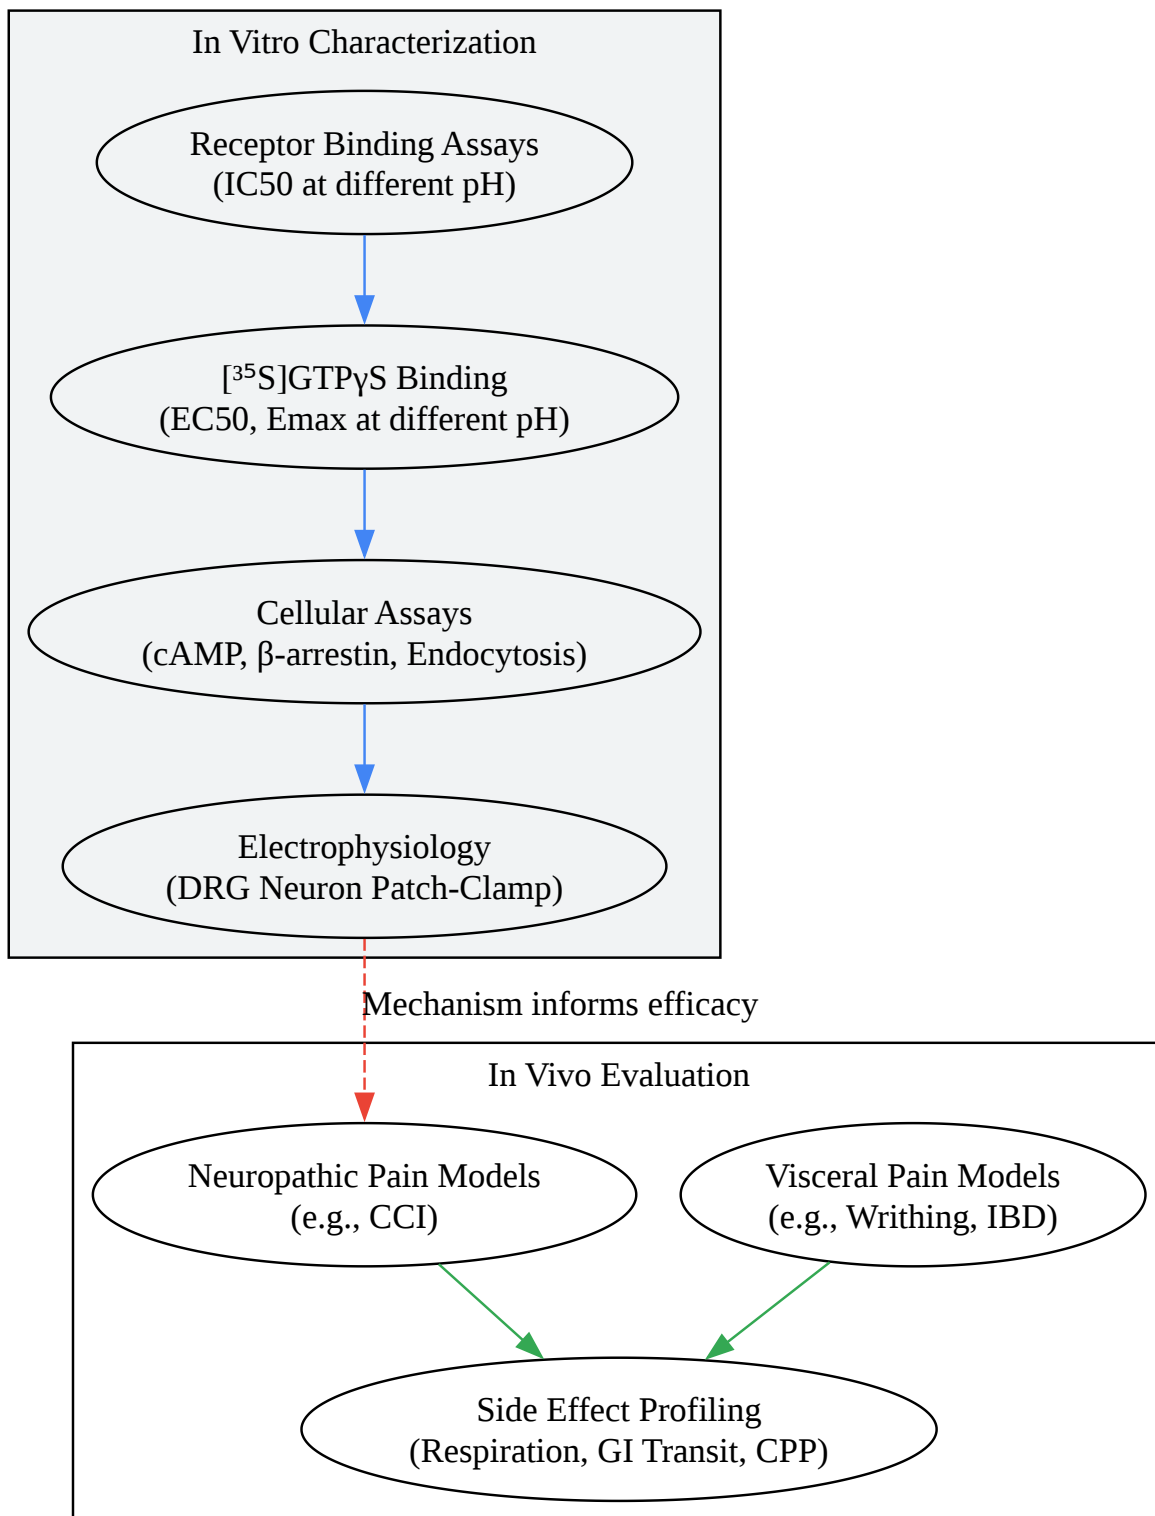 In Vitro Characterization
Receptor Binding Assays
(IC50 at different pH)
[³⁵S]GTPγS Binding
(EC50, Emax at different pH)
Cellular Assays
(cAMP, β-arrestin, Endocytosis)
Electrophysiology
(DRG Neuron Patch-Clamp)
Mechanism informs efficacy
In Vivo Evaluation
Neuropathic Pain Models
(e.g., CCI)
Visceral Pain Models
(e.g., Writhing, IBD)
Side Effect Profiling
(Respiration, GI Transit, CPP)